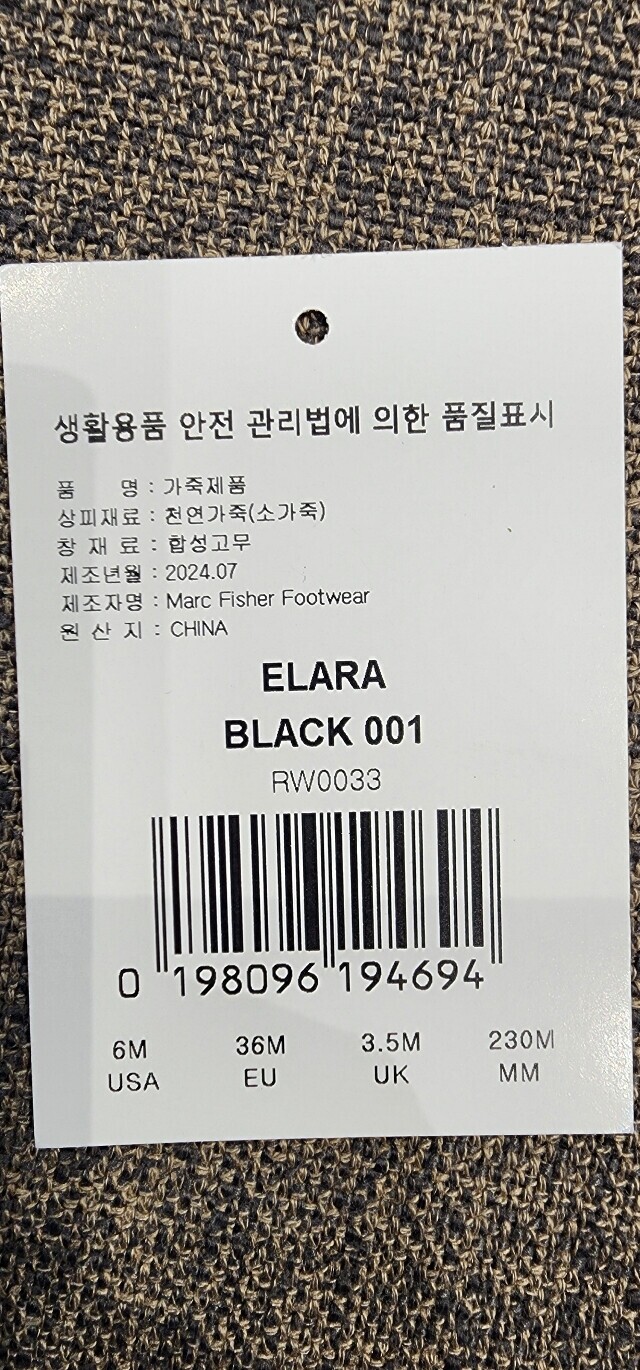 생활용품 안전 관리법에 의한 품질표시
품 명 : 가죽제품
상피재료 : 천연가죽(소가죽)
창 재 료 : 합성고무
제조년월 : 2024.07
제조자명 : Marc Fisher Footwear
원 산 지 : CHINA
ELARA
BLACK 001
RW0033
0 198096 194694
6M 36M 3.5M 230M
USA EU UK MM